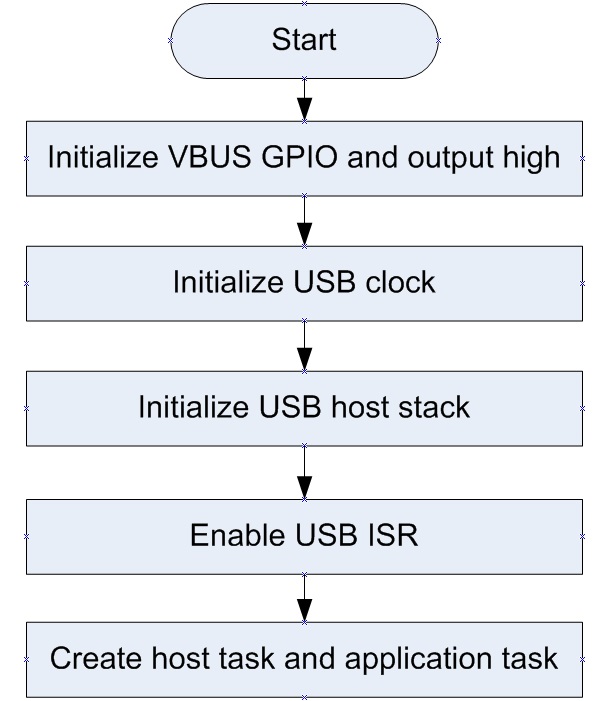 Start
Initialize VBUS GPIO and output high
Initialize USB clock
Initialize USB host stack
Enable USB ISR
Create host task and application task